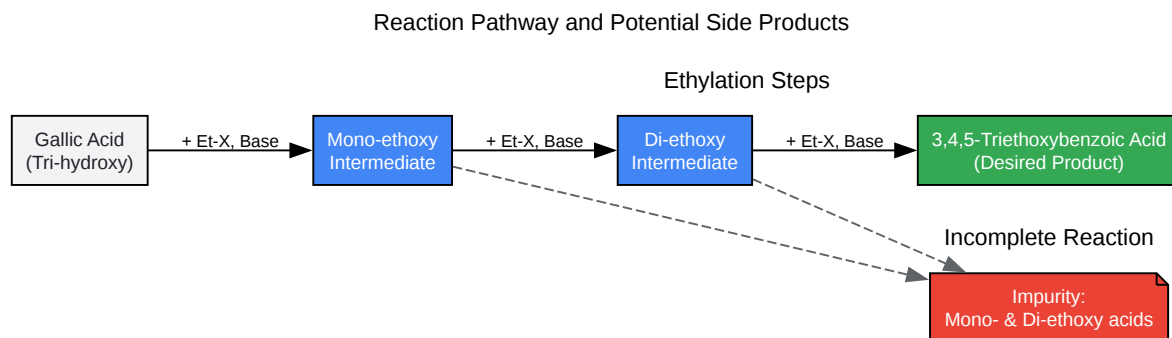 Reaction Pathway and Potential Side Products
Ethylation Steps
Gallic Acid
(Tri-hydroxy)
+ Et-X, Base
Mono-ethoxy
Intermediate
+ Et-X, Base
Di-ethoxy
Intermediate
+ Et-X, Base
3,4,5-Triethoxybenzoic Acid
(Desired Product)
Incomplete Reaction
Impurity:
Mono- & Di-ethoxy acids